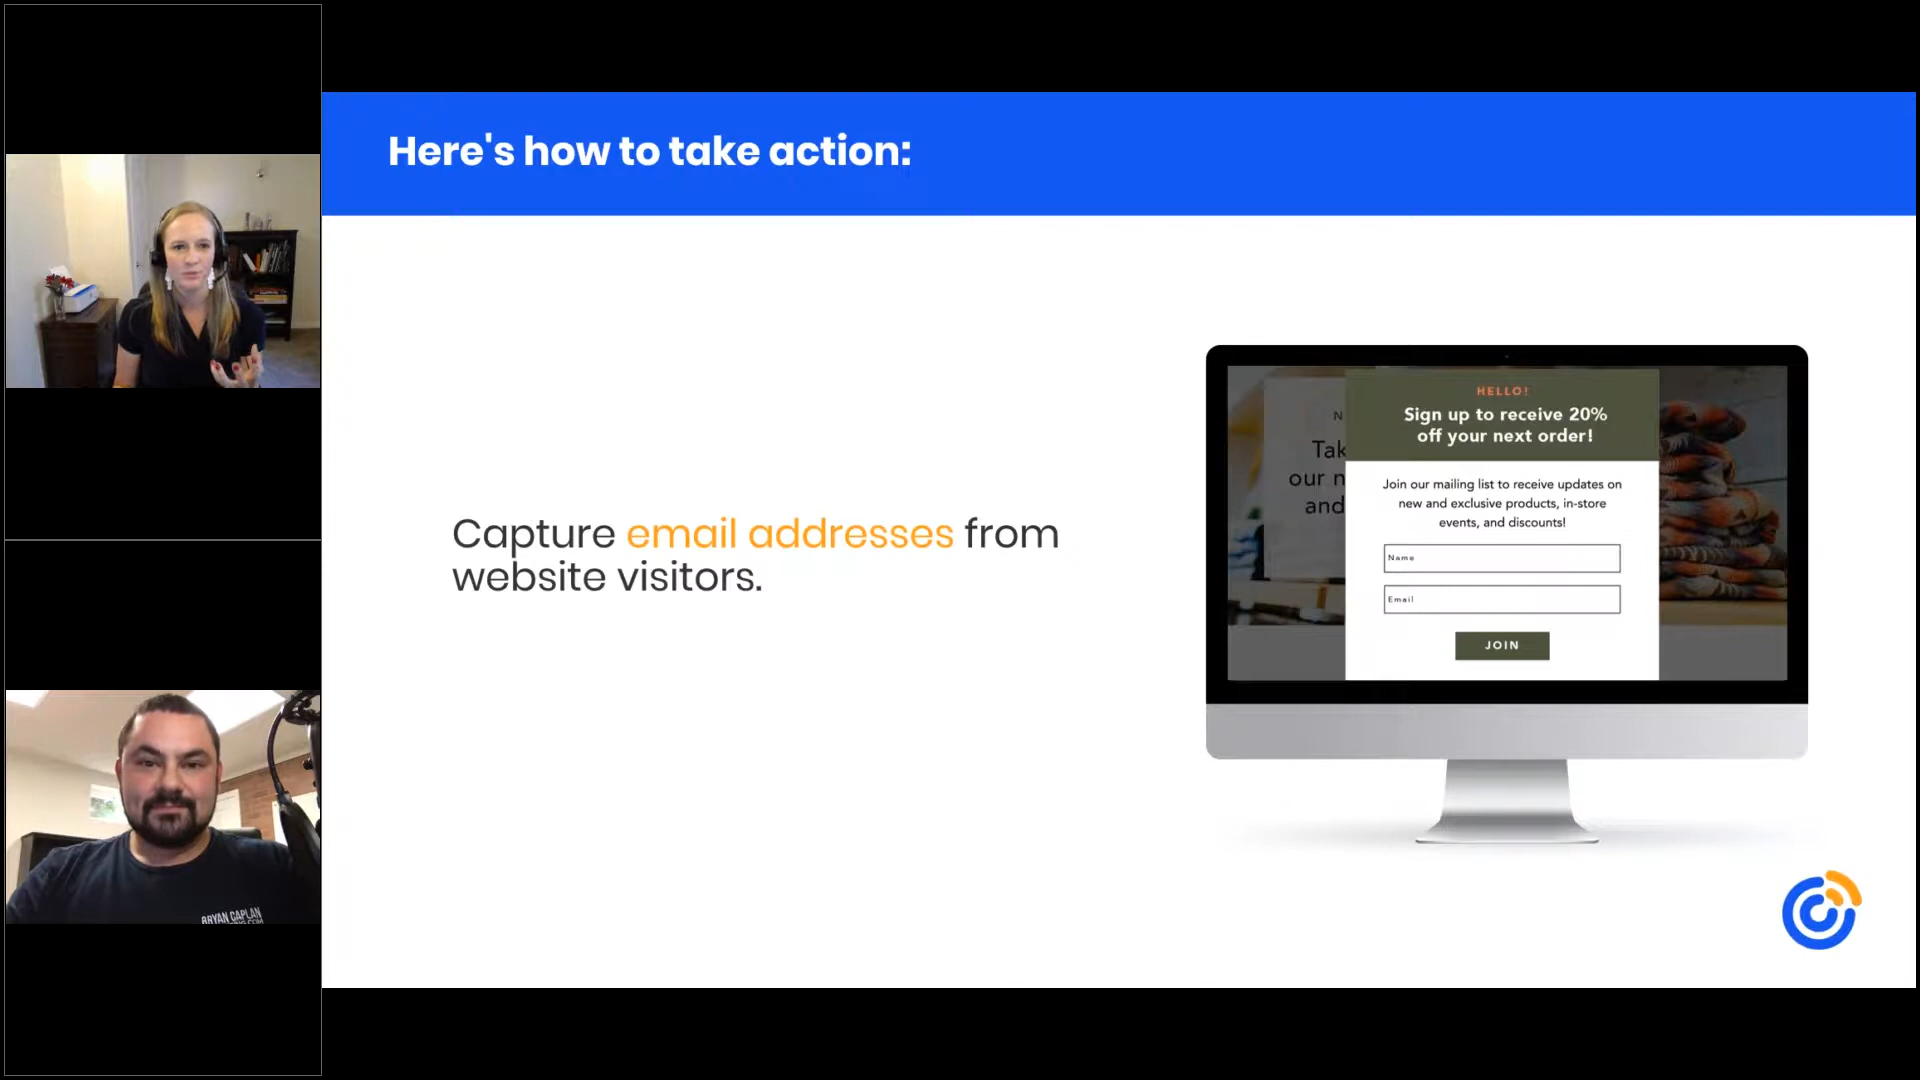 Here's how to take action:
Capture email addresses from
website visitors.
HELLO!
Sign up to receive 20%
off your next order!
Join our mailing list to receive updates on
new and exclusive products, in-store
events, and discounts!
Name
Email
JOIN
N
Tak
our n
and
BRYAN CAPLAN